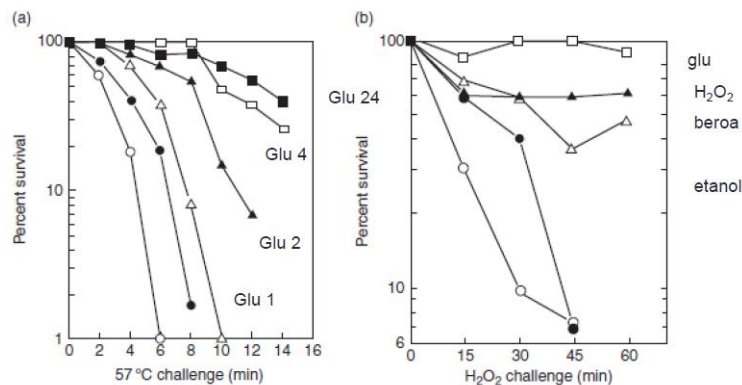 (a)
100
10
1
Percent survival
0 2 4 6 8 10 12 14 16
57 °C challenge (min)
Glu 4
Glu 2
Glu 1
Glu 24
(b)
100
10
6
Percent survival
0 15 30 45 60
H₂O₂ challenge (min)
glu
H₂O₂
beroa
etanol